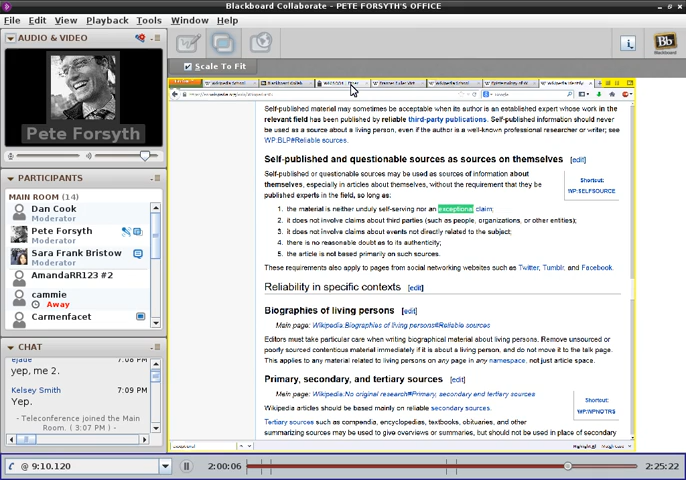 Blackboard Collaborate - PETE FORSYTH'S OFFICE
File Edit View Playback Tools Window Help
AUDIO & VIDEO
Scale To Fit
Pete Forsyth
PARTICIPANTS
MAIN ROOM (14)
Dan Cook
Moderator
Pete Forsyth
Moderator
Sara Frank Bristow
Moderator
AmandaRR123 #2
cammie
Away
Carmenfacet
CHAT
ejade 7:08 PM
yep, me 2.
Kelsey Smith 7:09 PM
Yep.
- Teleconference joined the Main
Room. ( 3:07 PM ) -
Self-published material may sometimes be acceptable when its author is an established expert whose work in the
relevant field has been published by reliable third-party publications. Self-published information should never
be used as a source about a living person, even if the author is a well-known professional researcher or writer; see
WP:BLP#Reliable sources.
Self-published and questionable sources as sources on themselves [edit]
Self-published or questionable sources may be used as sources of information about
themselves, especially in articles about themselves, without the requirement that they be
published experts in the field, so long as:
Shortcut:
WP:SELFSOURCE
1. the material is neither unduly self-serving nor an exceptional claim;
2. it does not involve claims about third parties (such as people, organizations, or other entities);
3. it does not involve claims about events not directly related to the subject;
4. there is no reasonable doubt as to its authenticity;
5. the article is not based primarily on such sources.
These requirements also apply to pages from social networking websites such as Twitter, Tumblr, and Facebook.
Reliability in specific contexts [edit]
Biographies of living persons [edit]
Main page: Wikipedia:Biographies of living persons#Reliable sources
Editors must take particular care when writing biographical material about living persons. Remove unsourced or
poorly sourced contentious material immediately if it is about a living person, and do not move it to the talk page.
This applies to any material related to living persons on any page in any namespace, not just article space.
Primary, secondary, and tertiary sources [edit]
Main page: Wikipedia:No original research#Primary, secondary and tertiary sources
Shortcut:
WP:WPNOTRS
Wikipedia articles should be based mainly on reliable secondary sources.
Tertiary sources such as compendia, encyclopedias, textbooks, obituaries, and other
summarizing sources may be used to give overviews or summaries, but should not be used in place of secondary
exceptional
Highlight All Match Case
@ 9:10.120
2:00:06
2:25:22
Bb